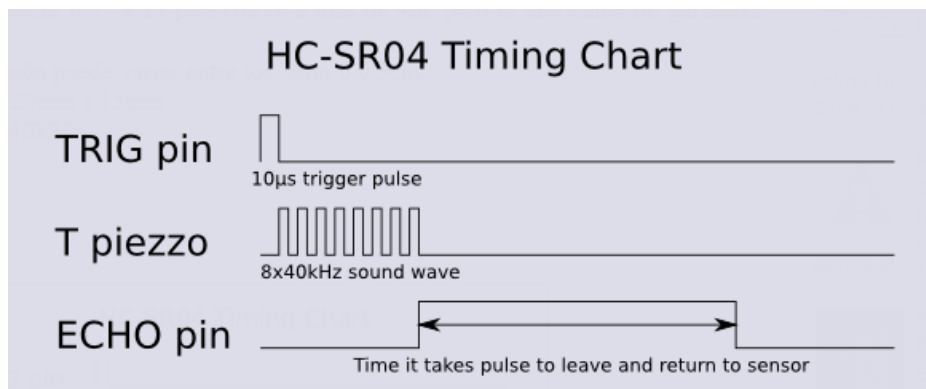 HC-SR04 Timing Chart
TRIG pin
10µs trigger pulse
T piezzo
8x40kHz sound wave
ECHO pin
Time it takes pulse to leave and return to sensor